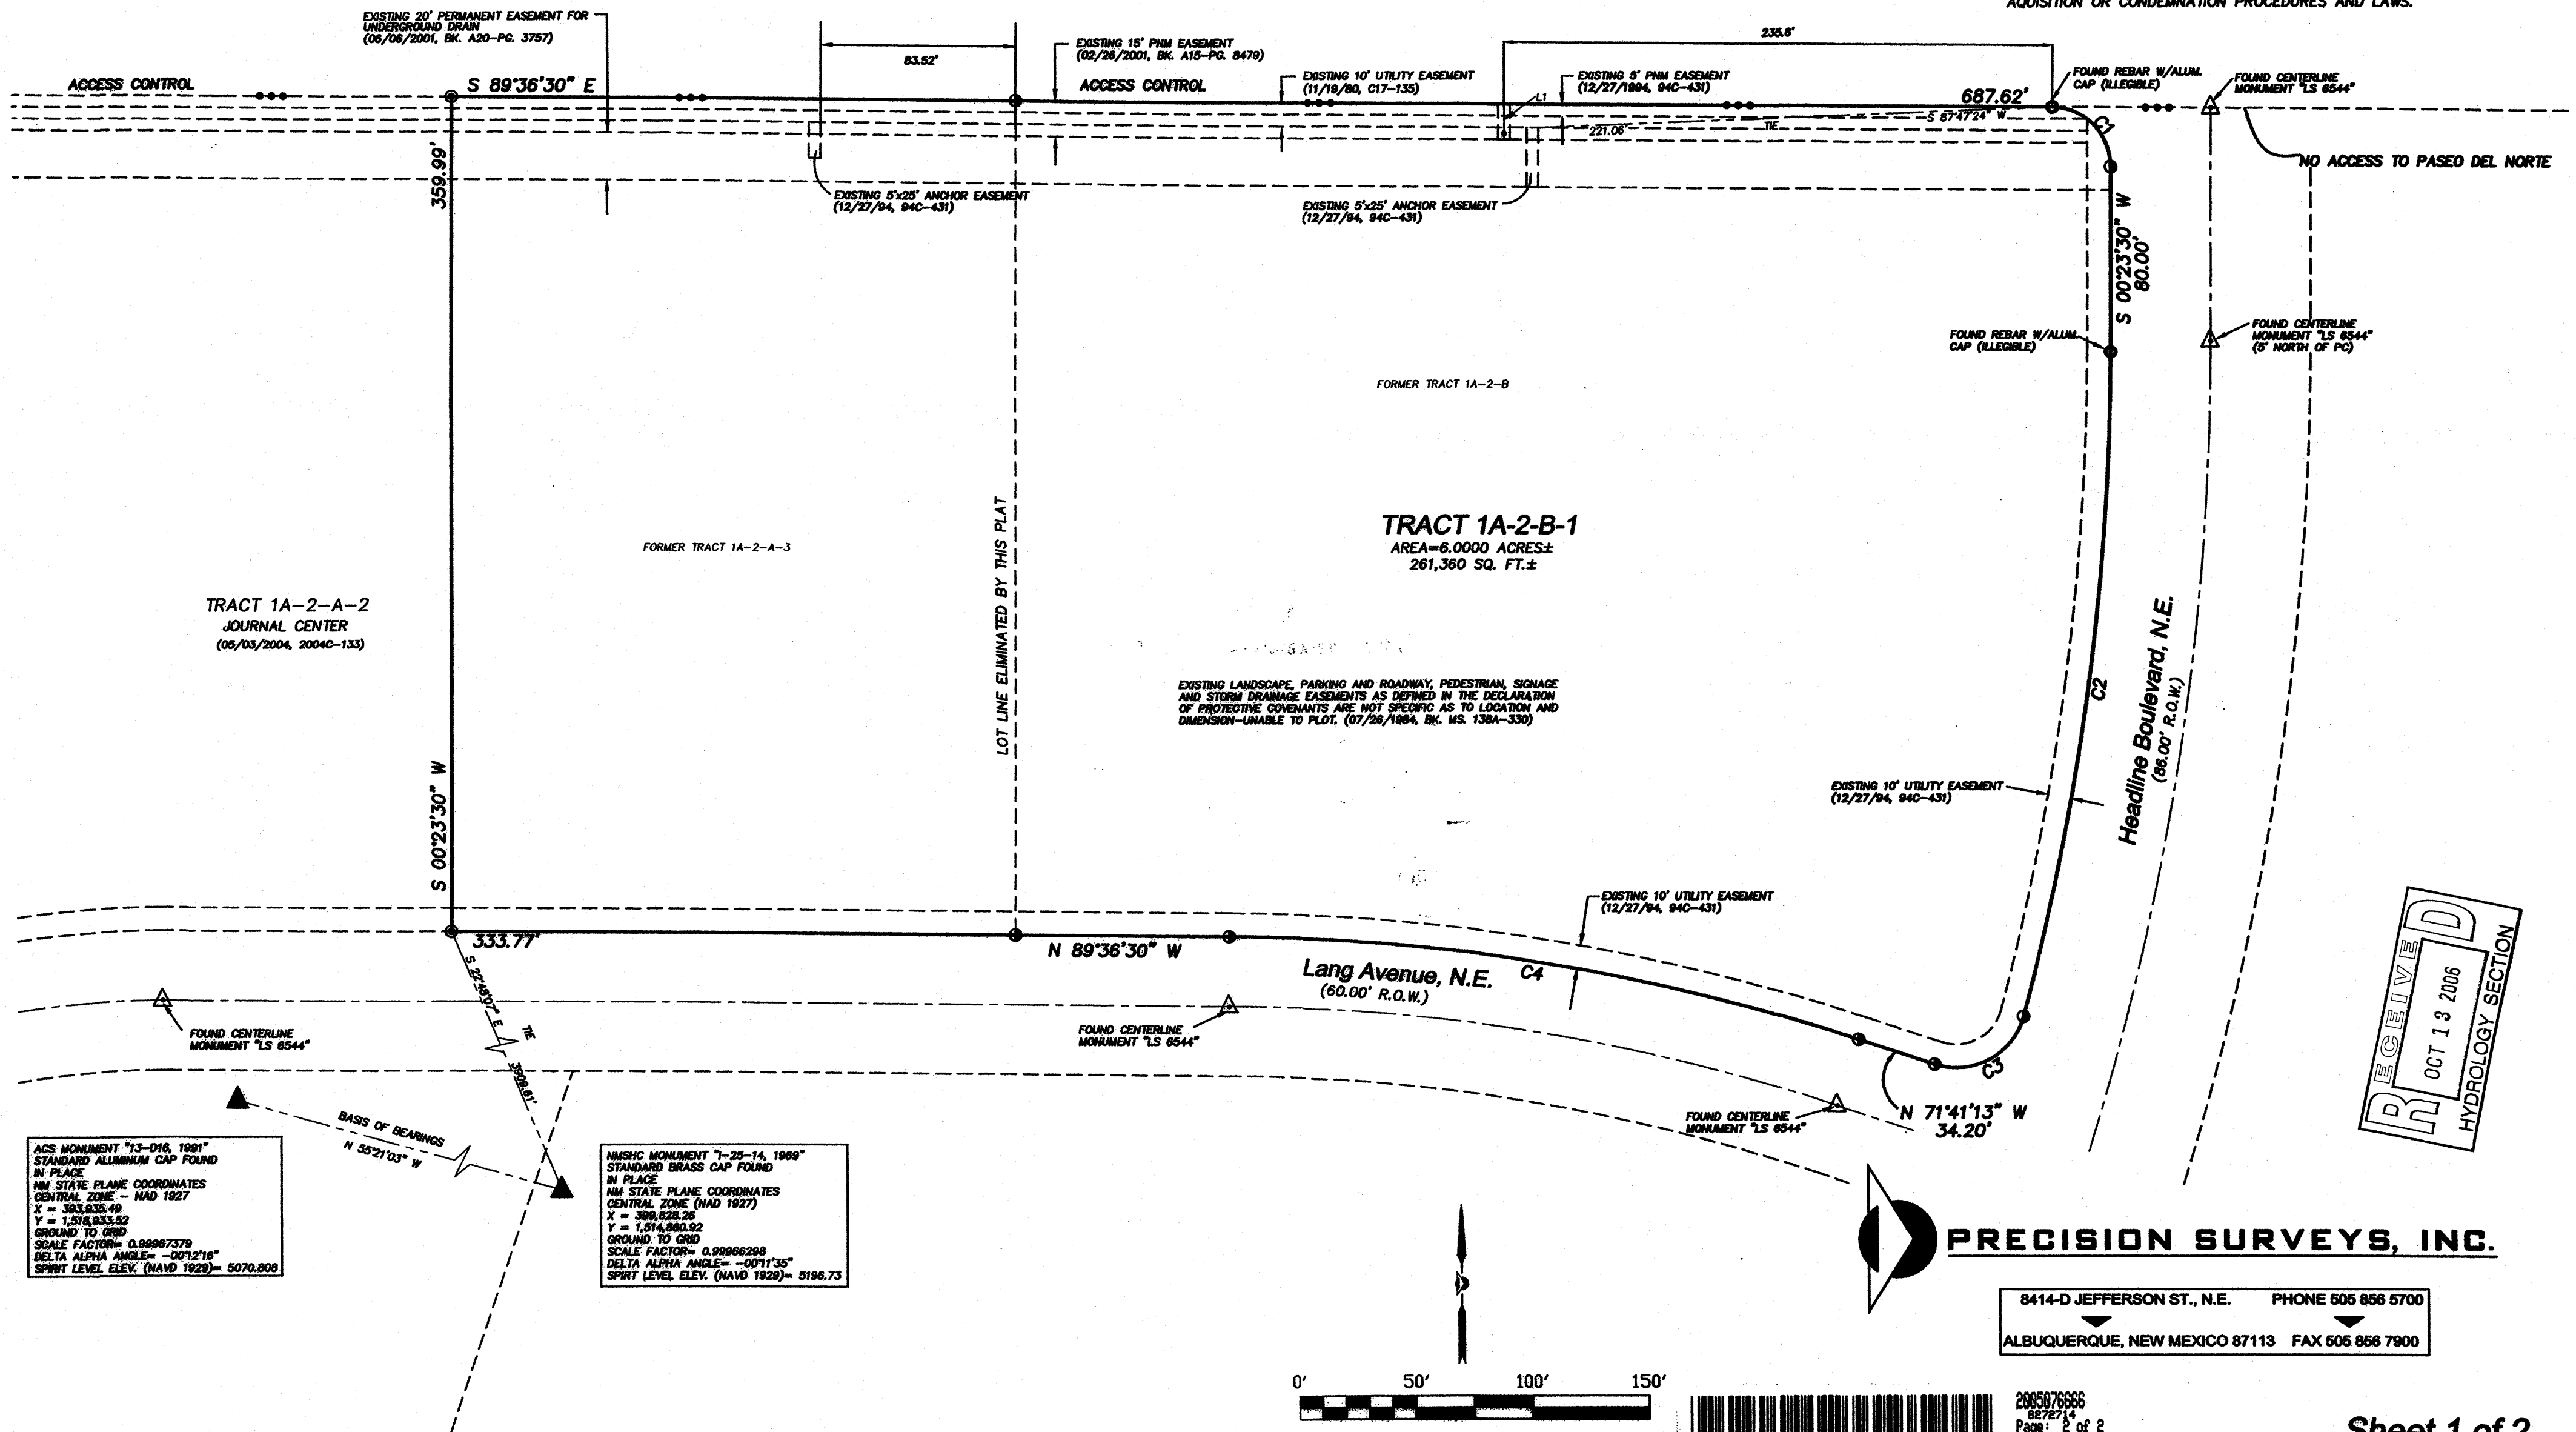 AQUISITION OR CONDEMNATION PROCEDURES AND LAWS.
EXISTING 20' PERMANENT EASEMENT FOR
UNDERGROUND DRAIN
(06/06/2001, BK. A20-PG. 3757)
83.52'
EXISTING 15' PNM EASEMENT
(02/26/2001, BK. A15-PG. 8479)
235.6'
ACCESS CONTROL
S 89°36'30" E
ACCESS CONTROL
EXISTING 10' UTILITY EASEMENT
(11/19/80, C17-135)
L1
EXISTING 5' PNM EASEMENT
(12/27/1994, 94C-431)
687.62'
FOUND REBAR W/ALUM.
CAP (ILLEGIBLE)
FOUND CENTERLINE
MONUMENT "LS 6544"
S 87°47'24" W
221.06'
TIE
C1
NO ACCESS TO PASEO DEL NORTE
359.99'
EXISTING 5'x25' ANCHOR EASEMENT
(12/27/94, 94C-431)
EXISTING 5'x25' ANCHOR EASEMENT
(12/27/94, 94C-431)
S 00°23'30" W
80.00'
FOUND REBAR W/ALUM.
CAP (ILLEGIBLE)
FOUND CENTERLINE
MONUMENT "LS 6544"
(5' NORTH OF PC)
FORMER TRACT 1A-2-B
TRACT 1A-2-B-1
AREA=6.0000 ACRES±
261,360 SQ. FT.±
FORMER TRACT 1A-2-A-3
LOT LINE ELIMINATED BY THIS PLAT
TRACT 1A-2-A-2
JOURNAL CENTER
(05/03/2004, 2004C-133)
EXISTING LANDSCAPE, PARKING AND ROADWAY, PEDESTRIAN, SIGNAGE
AND STORM DRAINAGE EASEMENTS AS DEFINED IN THE DECLARATION
OF PROTECTIVE COVENANTS ARE NOT SPECIFIC AS TO LOCATION AND
DIMENSION-UNABLE TO PLOT. (07/26/1984, BK. MS. 138A-330)
C2
Headline Boulevard, N.E.
(86.00' R.O.W.)
S 00°23'30" W
EXISTING 10' UTILITY EASEMENT
(12/27/94, 94C-431)
EXISTING 10' UTILITY EASEMENT
(12/27/94, 94C-431)
333.77'
N 89°36'30" W
Lang Avenue, N.E.
(60.00' R.O.W.)
C4
S 22°48'07" E
TIE
3909.61'
FOUND CENTERLINE
MONUMENT "LS 6544"
FOUND CENTERLINE
MONUMENT "LS 6544"
C3
N 71°41'13" W
34.20'
FOUND CENTERLINE
MONUMENT "LS 6544"
BASIS OF BEARINGS
N 55°21'03" W
RECEIVED
OCT 13 2006
HYDROLOGY SECTION
ACS MONUMENT "13-D16, 1991"
STANDARD ALUMINUM CAP FOUND
IN PLACE
NM STATE PLANE COORDINATES
CENTRAL ZONE - NAD 1927
X = 393,935.49
Y = 1,518,933.52
GROUND TO GRID
SCALE FACTOR= 0.99967379
DELTA ALPHA ANGLE= -00°12'16"
SPIRIT LEVEL ELEV. (NAVD 1929)= 5070.808
NMSHC MONUMENT "I-25-14, 1969"
STANDARD BRASS CAP FOUND
IN PLACE
NM STATE PLANE COORDINATES
CENTRAL ZONE (NAD 1927)
X = 399,828.26
Y = 1,514,860.92
GROUND TO GRID
SCALE FACTOR= 0.99966298
DELTA ALPHA ANGLE= -00°11'35"
SPIRT LEVEL ELEV. (NAVD 1929)= 5196.73
PRECISION SURVEYS, INC.
8414-D JEFFERSON ST., N.E. PHONE 505 856 5700
ALBUQUERQUE, NEW MEXICO 87113 FAX 505 856 7900
0' 50' 100' 150'
2005076666
6272714
Page: 2 of 2
Sheet 1 of 2